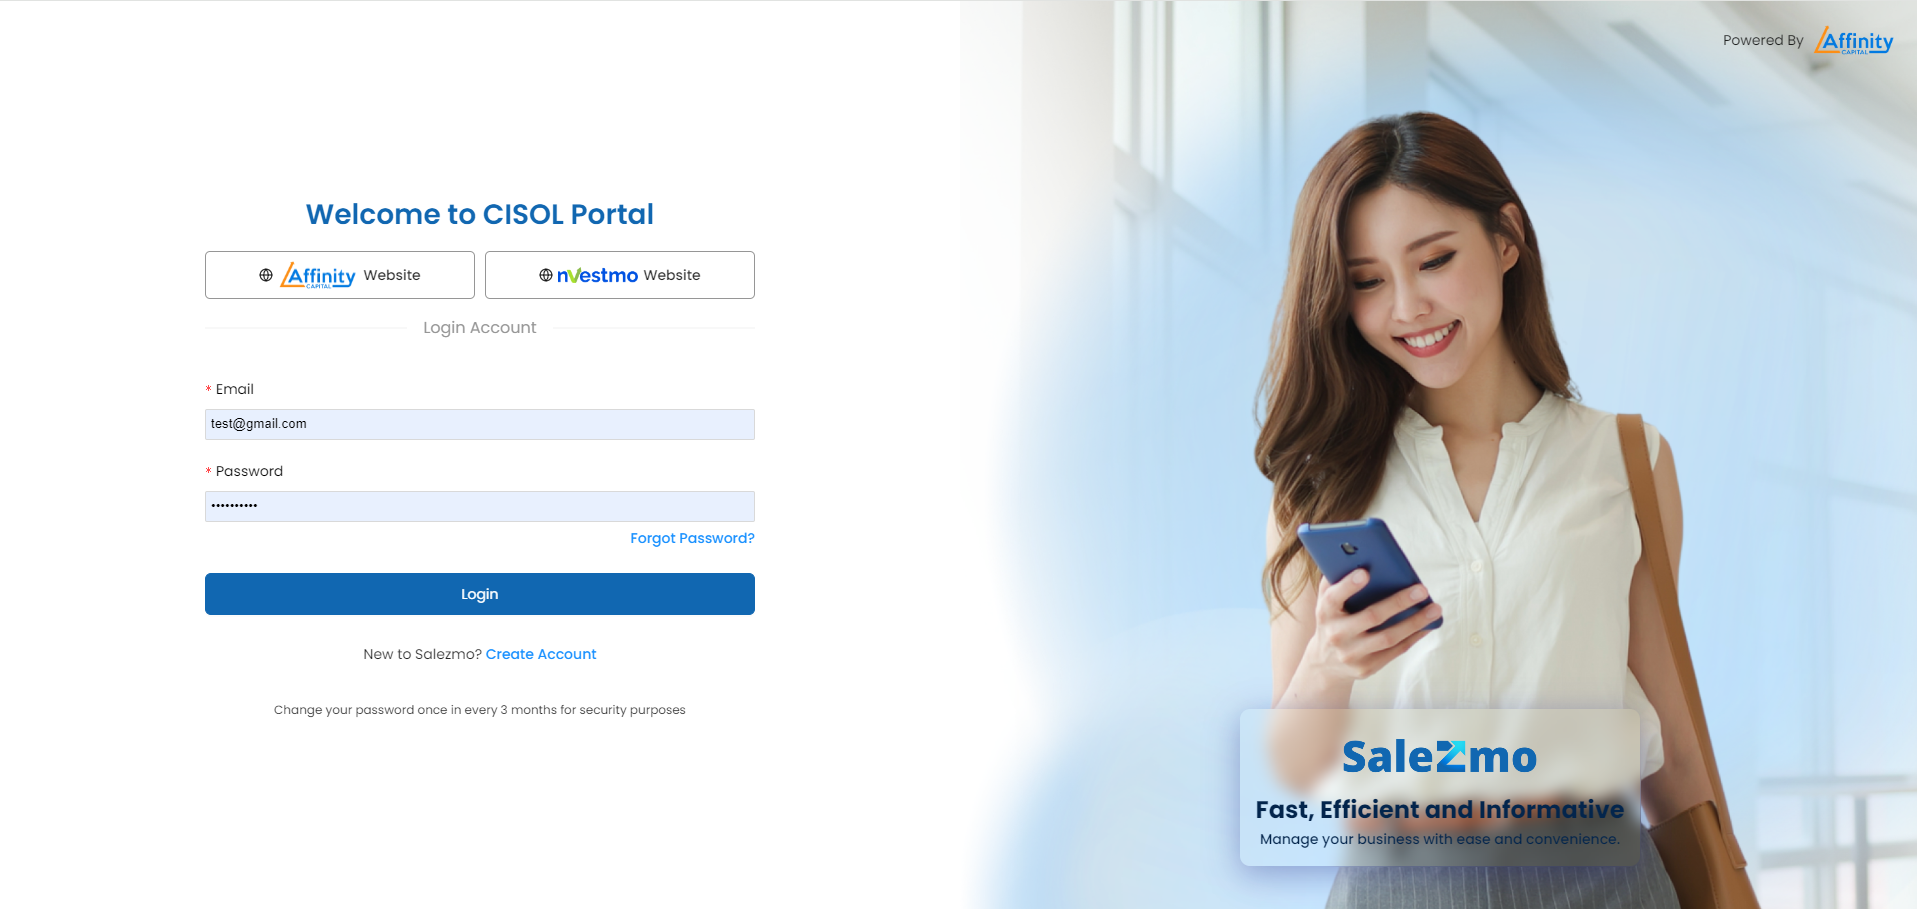 Powered By Affinity CAPITAL
Welcome to CISOL Portal
Affinity CAPITAL Website
nVestmo Website
Login Account
* Email
test@gmail.com
* Password
••••••••••
Forgot Password?
Login
New to Salezmo? Create Account
Change your password once in every 3 months for security purposes
SaleZmo
Fast, Efficient and Informative
Manage your business with ease and convenience.